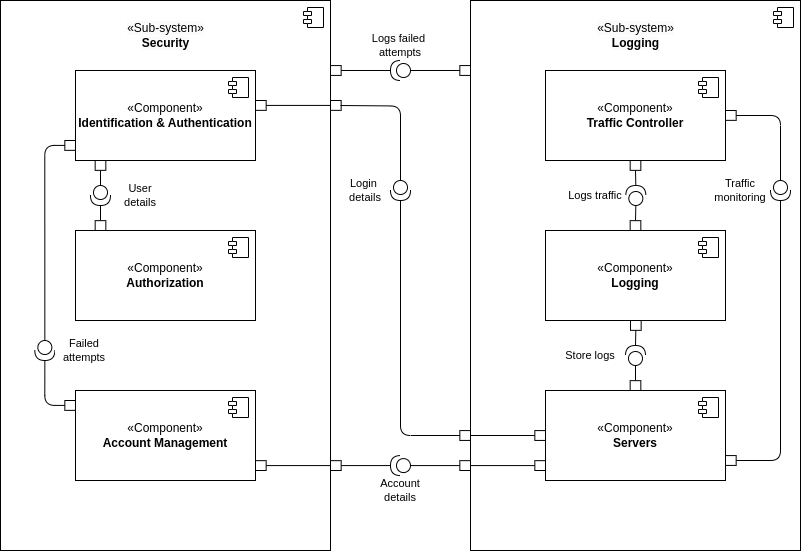 «Sub-system»
Security
«Component»
Identification & Authentication
User
details
«Component»
Authorization
Failed
attempts
«Component»
Account Management
Logs failed
attempts
Login
details
Account
details
«Sub-system»
Logging
«Component»
Traffic Controller
Logs traffic
Traffic
monitoring
«Component»
Logging
Store logs
«Component»
Servers